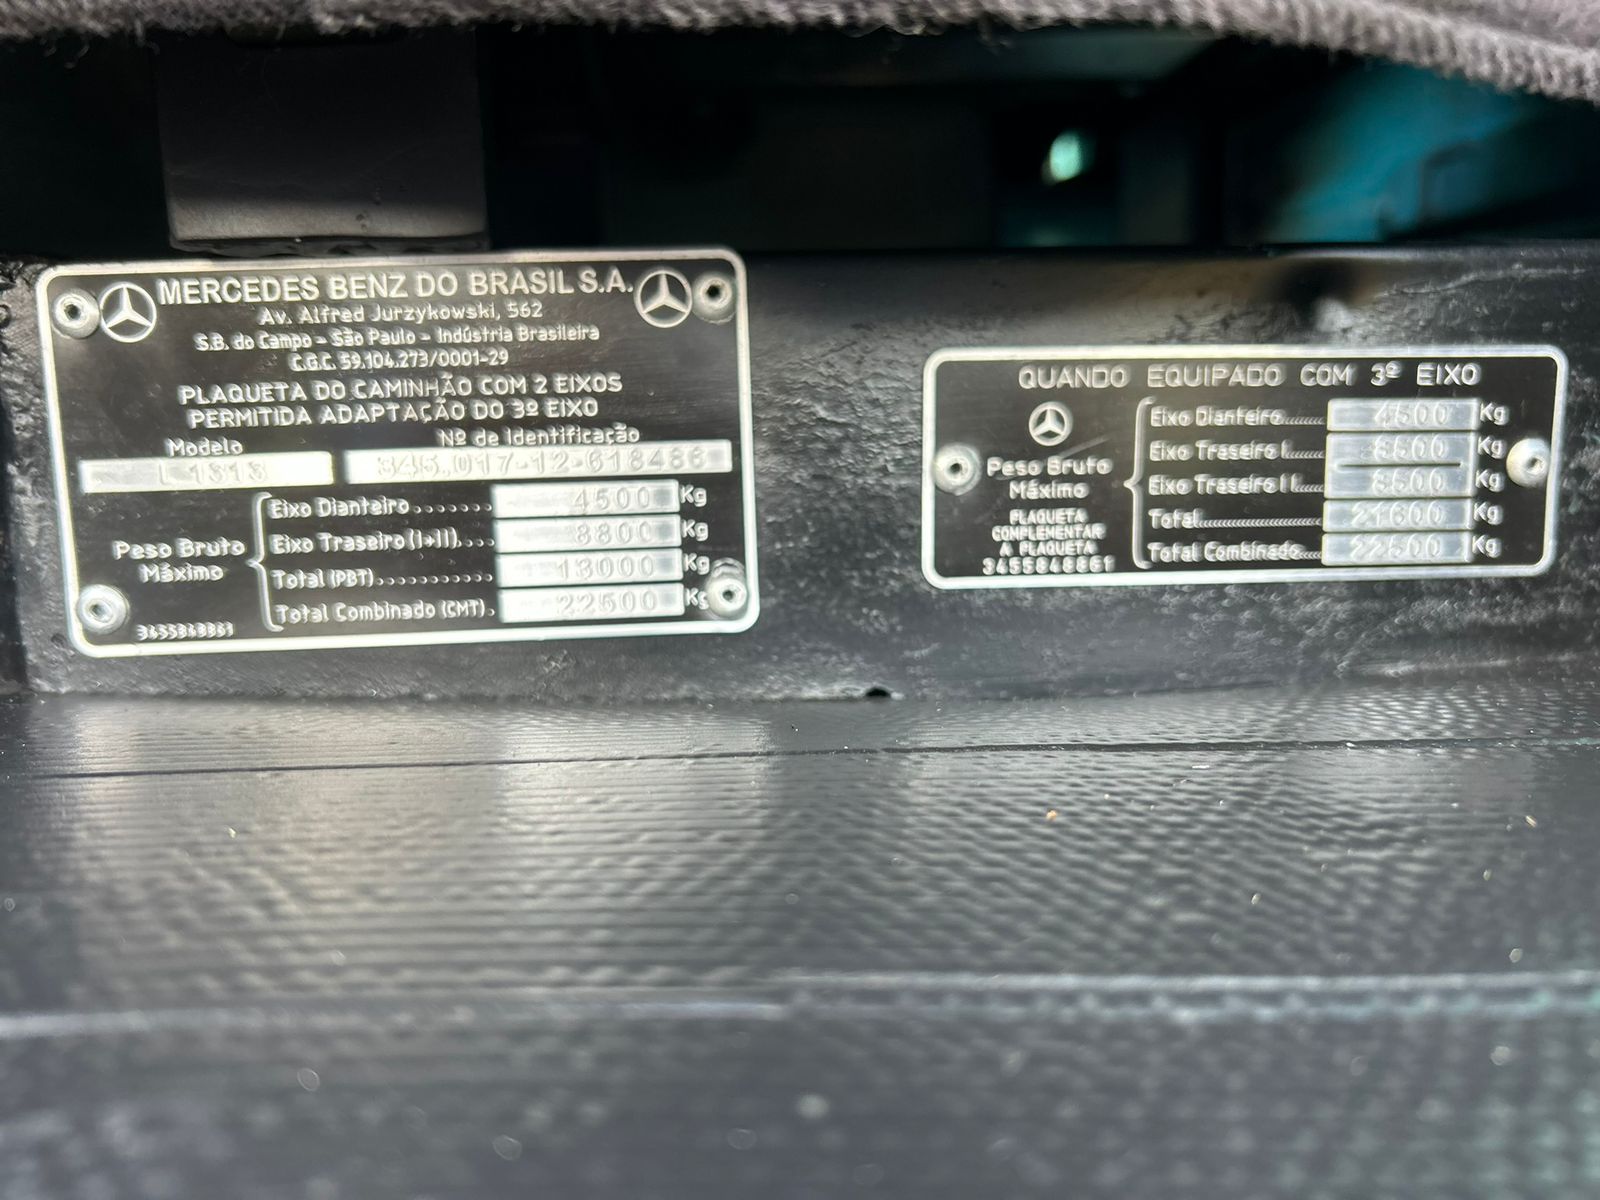 MERCEDES BENZ DO BRASIL S.A.
Av. Alfred Jurzykowski, 562
S.B. do Campo - São Paulo - Indústria Brasileira
C.G.C. 59.104.273/0001-29
PLAQUETA DO CAMINHÃO COM 2 EIXOS
PERMITIDA ADAPTAÇÃO DO 3º EIXO
Modelo Nº de Identificação
L 1313 345.017-12-618486
Peso Bruto Máximo
Eixo Dianteiro....... 4500 Kg
Eixo Traseiro (I+II)... 8800 Kg
Total (PBT)........... 13000 Kg
Total Combinado (CMT). 22500 Kg
3455848861
QUANDO EQUIPADO COM 3º EIXO
Peso Bruto
Máximo
PLAQUETA
COMPLEMENTAR
A PLAQUETA
3455848861
Eixo Dianteiro....... 4500 Kg
Eixo Traseiro I...... 8500 Kg
Eixo Traseiro II..... 8500 Kg
Total.................. 21600 Kg
Total Combinado... 22500 Kg